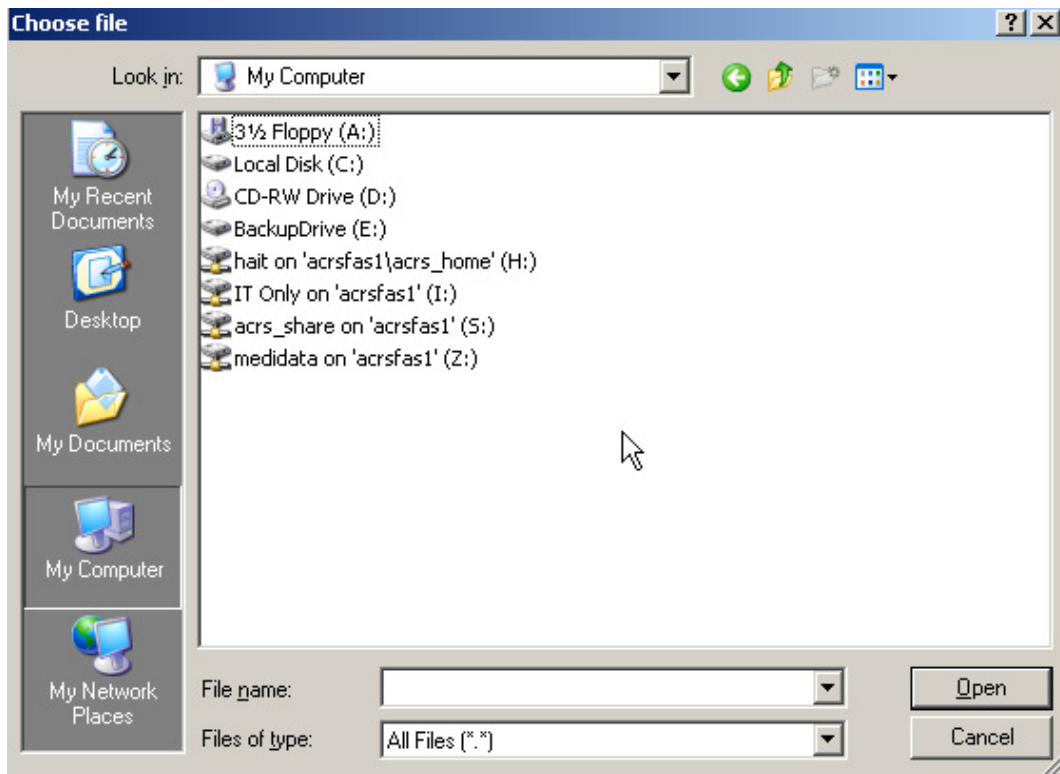 Choose file
Look in:
My Computer
My Recent
Documents
Desktop
My Documents
My Computer
My Network
Places
3½ Floppy (A:)
Local Disk (C:)
CD-RW Drive (D:)
BackupDrive (E:)
hait on 'acrsfas1\acrs_home' (H:)
IT Only on 'acrsfas1' (I:)
acrs_share on 'acrsfas1' (S:)
medidata on 'acrsfas1' (Z:)
File name:
Open
Files of type:
All Files (*.*)
Cancel